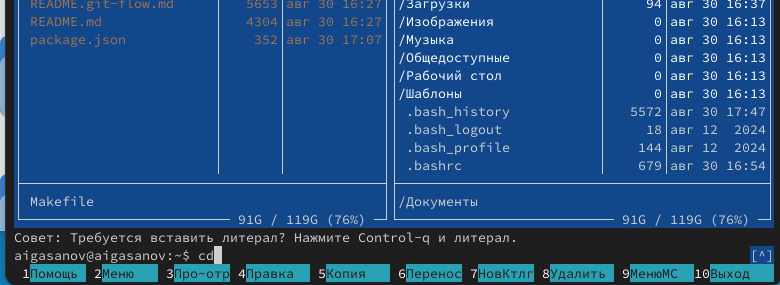 README.git-flow.md 5653 авг 30 16:27 /Загрузки 94 авг 30 16:37
README.md 4304 авг 30 16:27 /Изображения 0 авг 30 16:13
package.json 352 авг 30 17:07 /Музыка 0 авг 30 16:13
/Общедоступные 0 авг 30 16:13
/Рабочий стол 0 авг 30 16:13
/Шаблоны 0 авг 30 16:13
.bash_history 5572 авг 30 17:47
.bash_logout 18 авг 12 2024
.bash_profile 144 авг 12 2024
.bashrc 679 авг 30 16:54
Makefile /Документы
91G / 119G (76%) 91G / 119G (76%)
Совет: Требуется вставить литерал? Нажмите Control-q и литерал.
aigasanov@aigasanov:~$ cd [^]
1Помощь 2Меню 3Про~отр 4Правка 5Копия 6Перенос 7НовКтлг 8Удалить 9МенюМС 10Выход